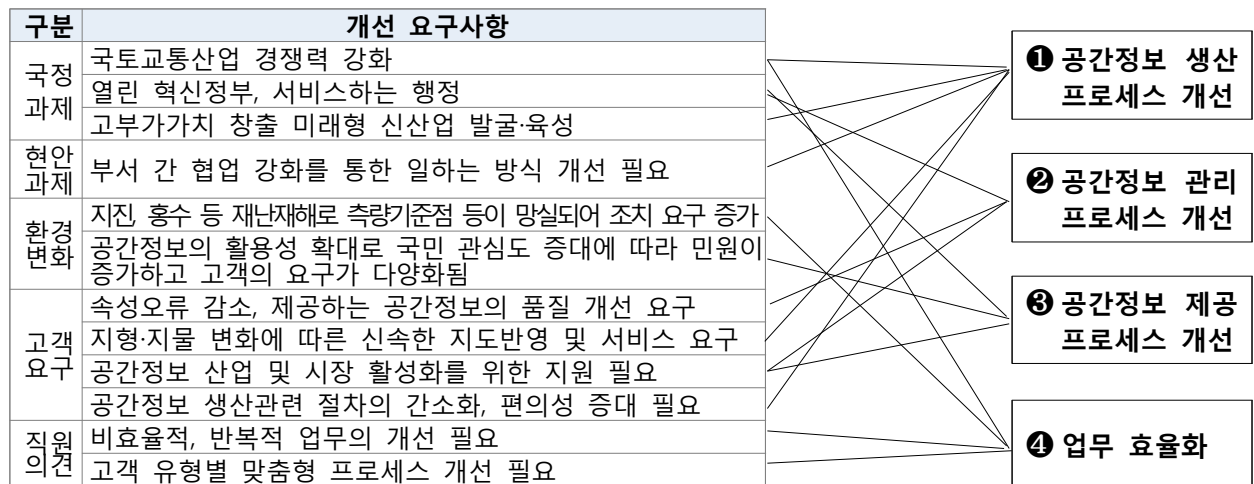 구분 개선 요구사항
국정
과제
국토교통산업 경쟁력 강화
열린 혁신정부, 서비스하는 행정
고부가가치 창출 미래형 신산업 발굴·육성
현안
과제
부서 간 협업 강화를 통한 일하는 방식 개선 필요
환경
변화
지진, 홍수 등 재난재해로 측량기준점 등이 망실되어 조치 요구 증가
공간정보의 활용성 확대로 국민 관심도 증대에 따라 민원이
증가하고 고객의 요구가 다양화됨
고객
요구
속성오류 감소, 제공하는 공간정보의 품질 개선 요구
지형·지물 변화에 따른 신속한 지도반영 및 서비스 요구
공간정보 산업 및 시장 활성화를 위한 지원 필요
공간정보 생산관련 절차의 간소화, 편의성 증대 필요
직원
의견
비효율적, 반복적 업무의 개선 필요
고객 유형별 맞춤형 프로세스 개선 필요
❶ 공간정보 생산
프로세스 개선
❷ 공간정보 관리
프로세스 개선
❸ 공간정보 제공
프로세스 개선
❹ 업무 효율화